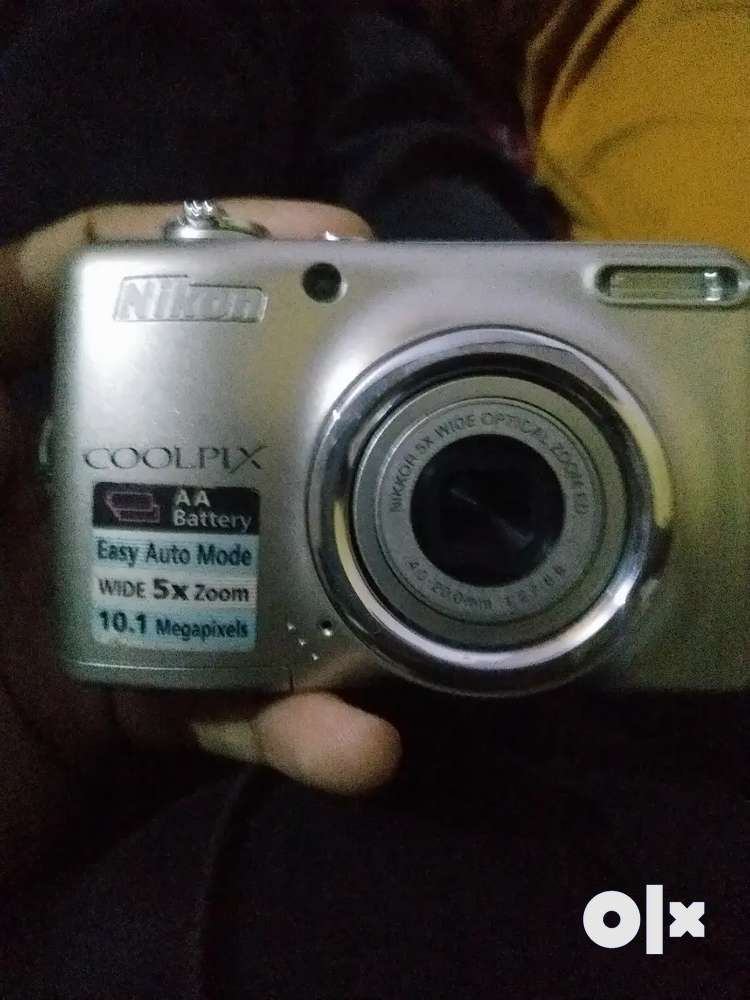 Nikon
COOLPIX
AA
Battery
Easy Auto Mode
WIDE 5x Zoom
10.1 Megapixels
NIKKOR 5X WIDE OPTICAL ZOOM ED
olx